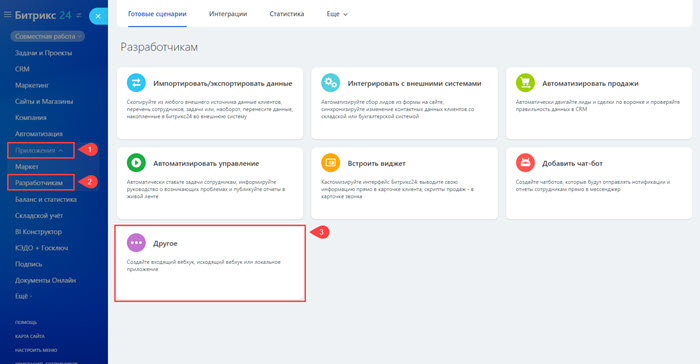 Битрикс 24
Совместная работа
Задачи и Проекты
CRM
Маркетинг
Сайты и Магазины
Компания
Автоматизация
Приложения
1
Маркет
Разработчикам
2
Баланс и статистика
Складской учёт
BI Конструктор
КЭДО + Госключ
Подпись
Документы Онлайн
Ещё
ПОМОЩЬ
КАРТА САЙТА
НАСТРОИТЬ МЕНЮ
Готовые сценарии
Интеграции
Статистика
Еще
Разработчикам
Импортировать/экспортировать данные
Скопируйте из любого внешнего источника данные клиентов,
перечень сотрудников, задачи или, наоборот, перенесите данные,
накопленные в Битрикс24 во внешнюю систему
Интегрировать с внешними системами
Автоматизируйте сбор лидов из формы на сайте,
синхронизируйте изменение контактных данных клиентов со
складской или бухгалтерской системой
Автоматизировать продажи
Автоматически двигайте лиды и сделки по воронке и проверяйте
правильность данных в CRM
Автоматизировать управление
Автоматически ставьте задачи сотрудникам, информируйте
руководство о возникающих проблемах и публикуйте отчеты в
живой ленте
Встроить виджет
Кастомизируйте интерфейс Битрикс24: выводите свою
информацию прямо в карточке клиента, скрипты продаж - в
карточке звонка
Добавить чат-бот
Создайте чатботов, которые будут отправлять нотификации и
отчеты сотрудникам прямо в мессенджер
3
Другое
Создайте входящий вебхук, исходящий вебхук или локальное
приложение